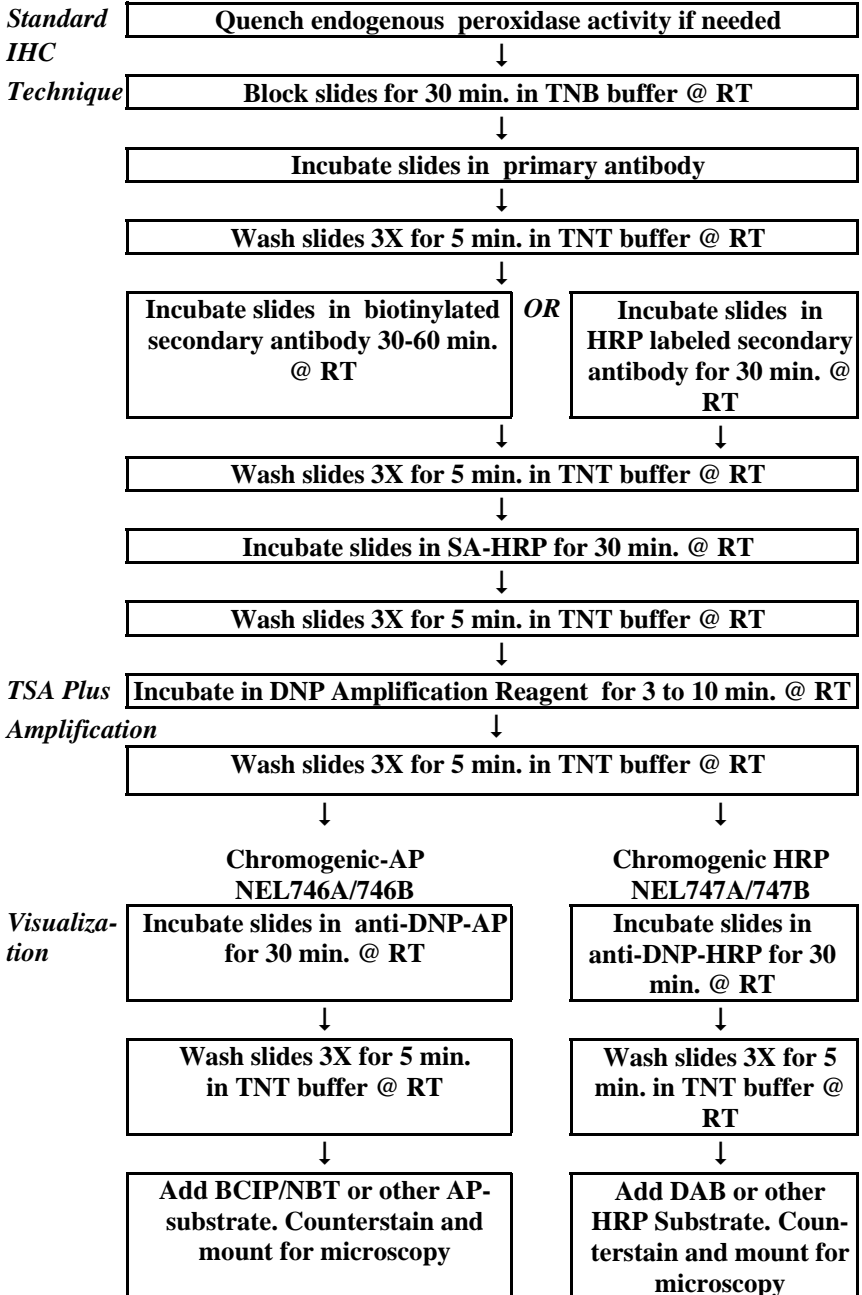 Standard
IHC
Technique
Quench endogenous peroxidase activity if needed
↓
Block slides for 30 min. in TNB buffer @ RT
↓
Incubate slides in primary antibody
↓
Wash slides 3X for 5 min. in TNT buffer @ RT
↓
Incubate slides in biotinylated
secondary antibody 30-60 min.
@ RT
OR
Incubate slides in
HRP labeled secondary
antibody for 30 min. @
RT
↓ ↓
Wash slides 3X for 5 min. in TNT buffer @ RT
↓
Incubate slides in SA-HRP for 30 min. @ RT
↓
Wash slides 3X for 5 min. in TNT buffer @ RT
↓
TSA Plus
Amplification
Incubate in DNP Amplification Reagent for 3 to 10 min. @ RT
↓
Wash slides 3X for 5 min. in TNT buffer @ RT
↓ ↓
Visualiza-
tion
Chromogenic-AP
NEL746A/746B
Incubate slides in anti-DNP-AP
for 30 min. @ RT
↓
Wash slides 3X for 5 min.
in TNT buffer @ RT
↓
Add BCIP/NBT or other AP-
substrate. Counterstain and
mount for microscopy
Chromogenic HRP
NEL747A/747B
Incubate slides in
anti-DNP-HRP for 30
min. @ RT
↓
Wash slides 3X for 5
min. in TNT buffer @
RT
↓
Add DAB or other
HRP Substrate. Coun-
terstain and mount for
microscopy